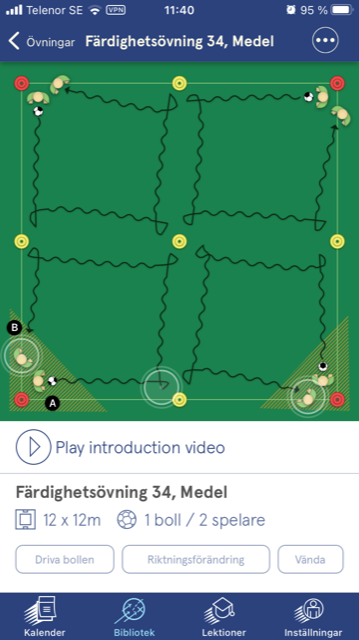 Telenor SE VPN 11:40 95 %
Övningar Färdighetsövning 34, Medel
B
A
Play introduction video
Färdighetsövning 34, Medel
12 x 12m 1 boll / 2 spelare
Driva bollen Riktningsförändring Vända
Kalender Bibliotek Lektioner Inställningar